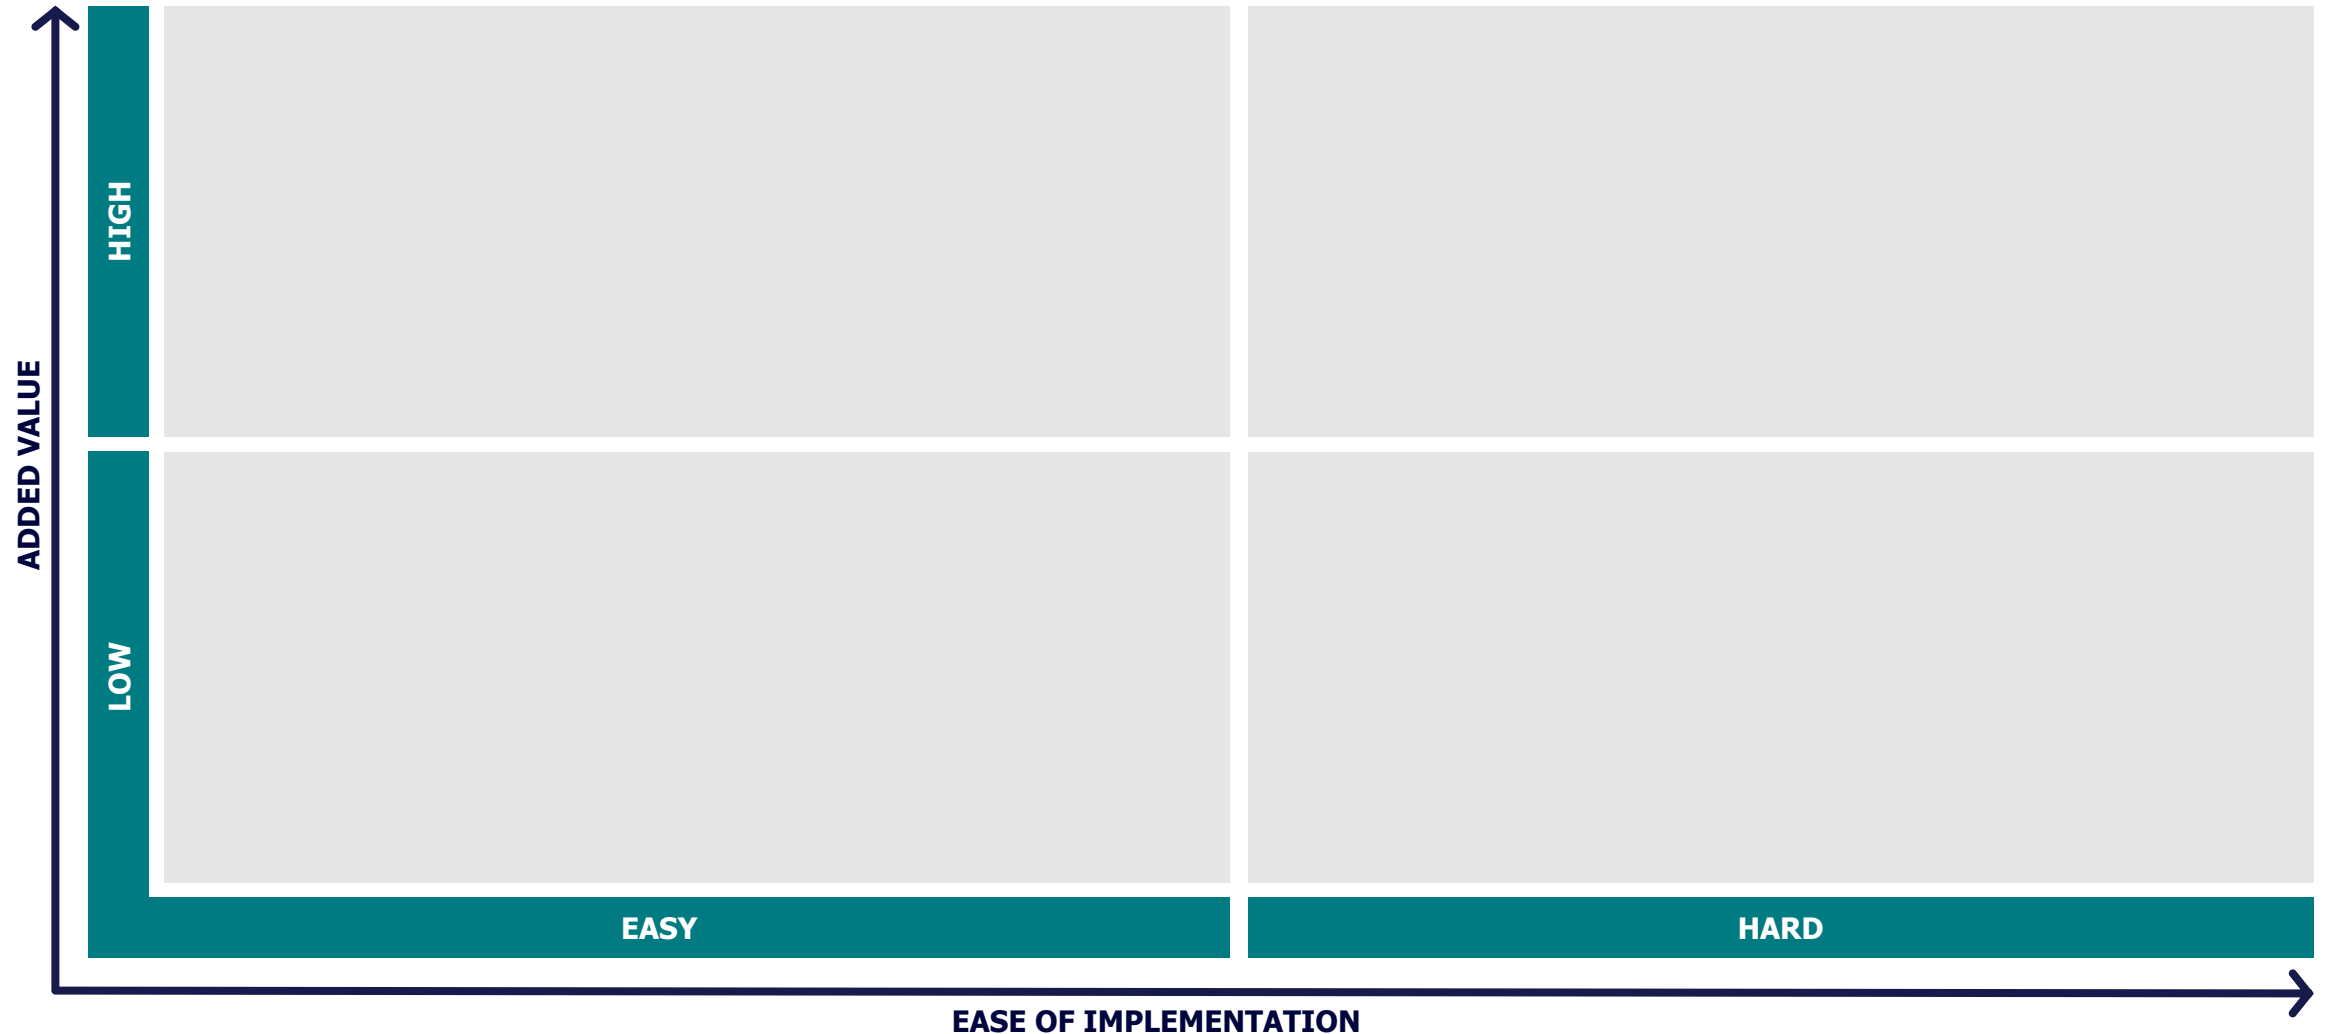 ADDED VALUE
HIGH
LOW
EASY
HARD
EASE OF IMPLEMENTATION